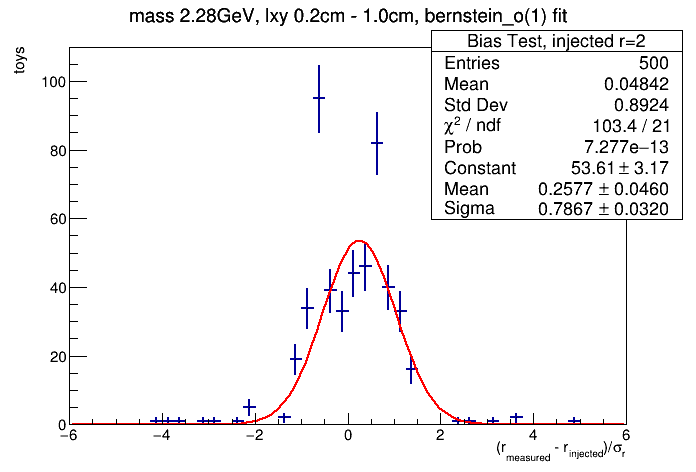 mass 2.28GeV, lxy 0.2cm - 1.0cm, bernstein_o(1) fit
toys
Bias Test, injected r=2
Entries 500
Mean 0.04842
Std Dev 0.8924
χ² / ndf 103.4 / 21
Prob 7.277e−13
Constant 53.61 ± 3.17
Mean 0.2577 ± 0.0460
Sigma 0.7867 ± 0.0320
100
80
60
40
20
0
−6 −4 −2 0 2 4 6
(r_measured - r_injected)/σ_r